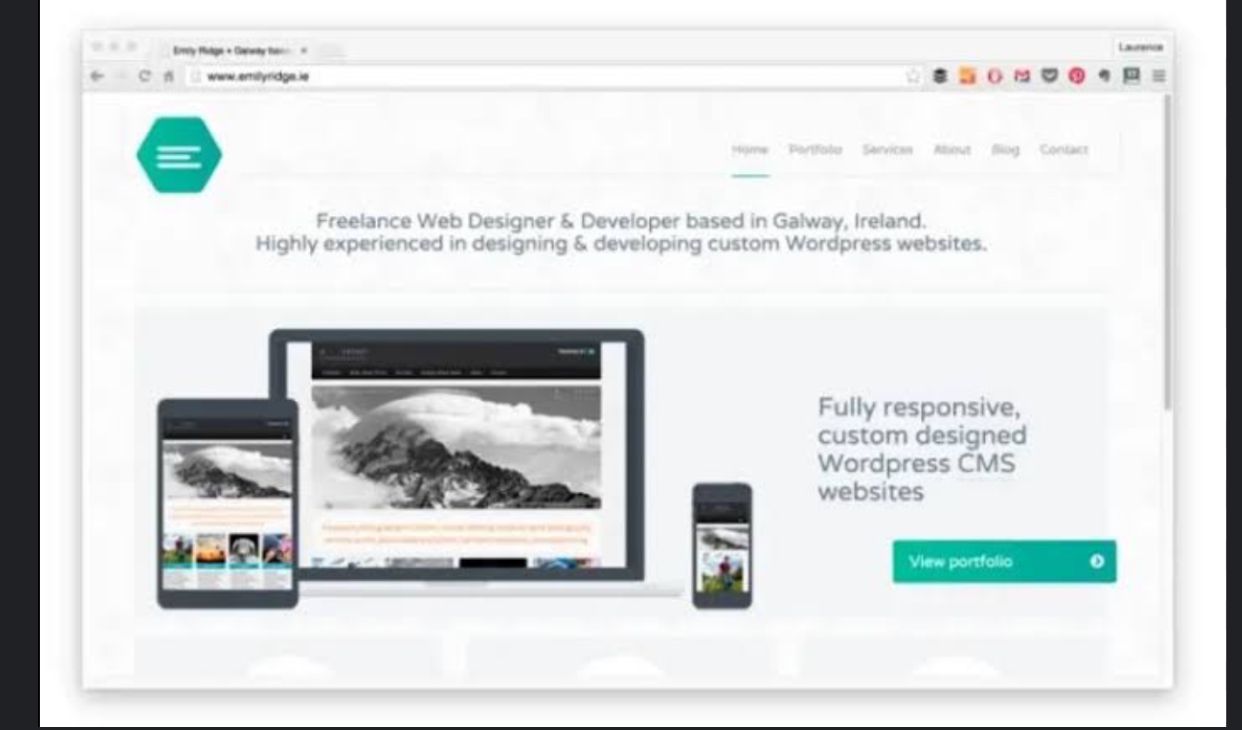 Emily Ridge + Galway
Laurence
www.emilyridge.ie
Home Portfolio Services About Blog Contact
Freelance Web Designer & Developer based in Galway, Ireland.
Highly experienced in designing & developing custom Wordpress websites.
Fully responsive,
custom designed
Wordpress CMS
websites
View portfolio